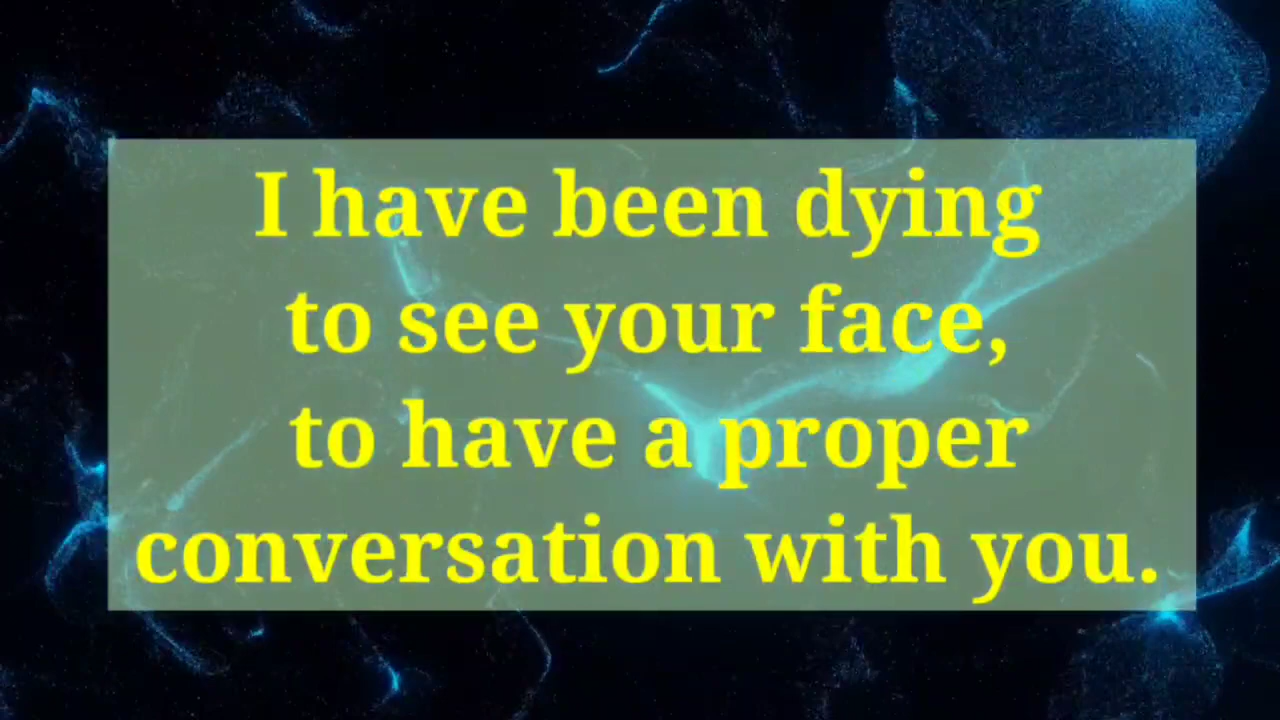 I have been dying
to see your face,
to have a proper
conversation with you.